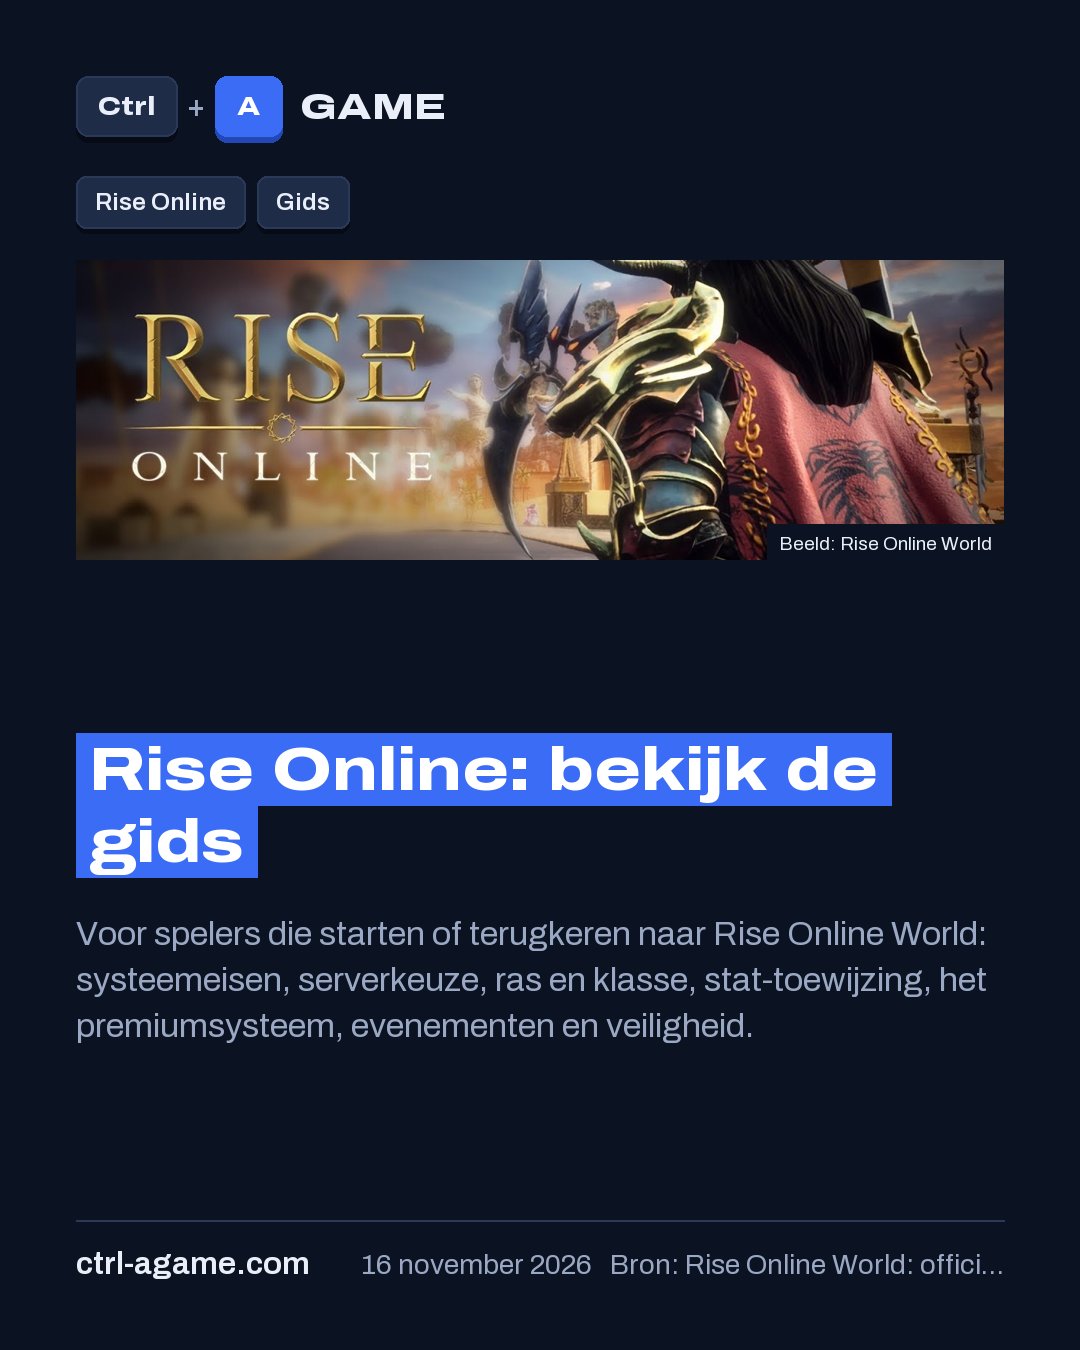 Ctrl + A GAME
Rise Online Gids
RISE
ONLINE
Beeld: Rise Online World
Rise Online: bekijk de
gids
Voor spelers die starten of terugkeren naar Rise Online World:
systeemeisen, serverkeuze, ras en klasse, stat-toewijzing, het
premiumsysteem, evenementen en veiligheid.
ctrl-agame.com 16 november 2026 Bron: Rise Online World: offici...